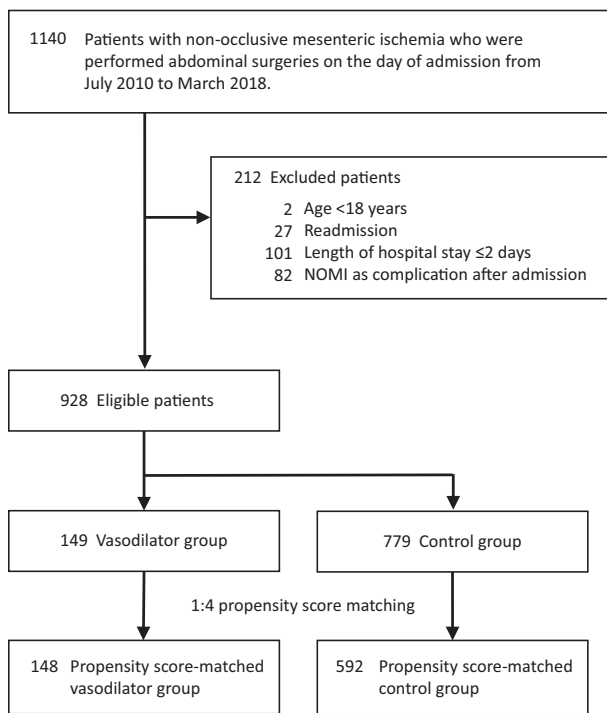 1140 Patients with non-occlusive mesenteric ischemia who were
performed abdominal surgeries on the day of admission from
July 2010 to March 2018.
212 Excluded patients
2 Age <18 years
27 Readmission
101 Length of hospital stay ≤2 days
82 NOMI as complication after admission
928 Eligible patients
149 Vasodilator group
779 Control group
1:4 propensity score matching
148 Propensity score-matched
vasodilator group
592 Propensity score-matched
control group